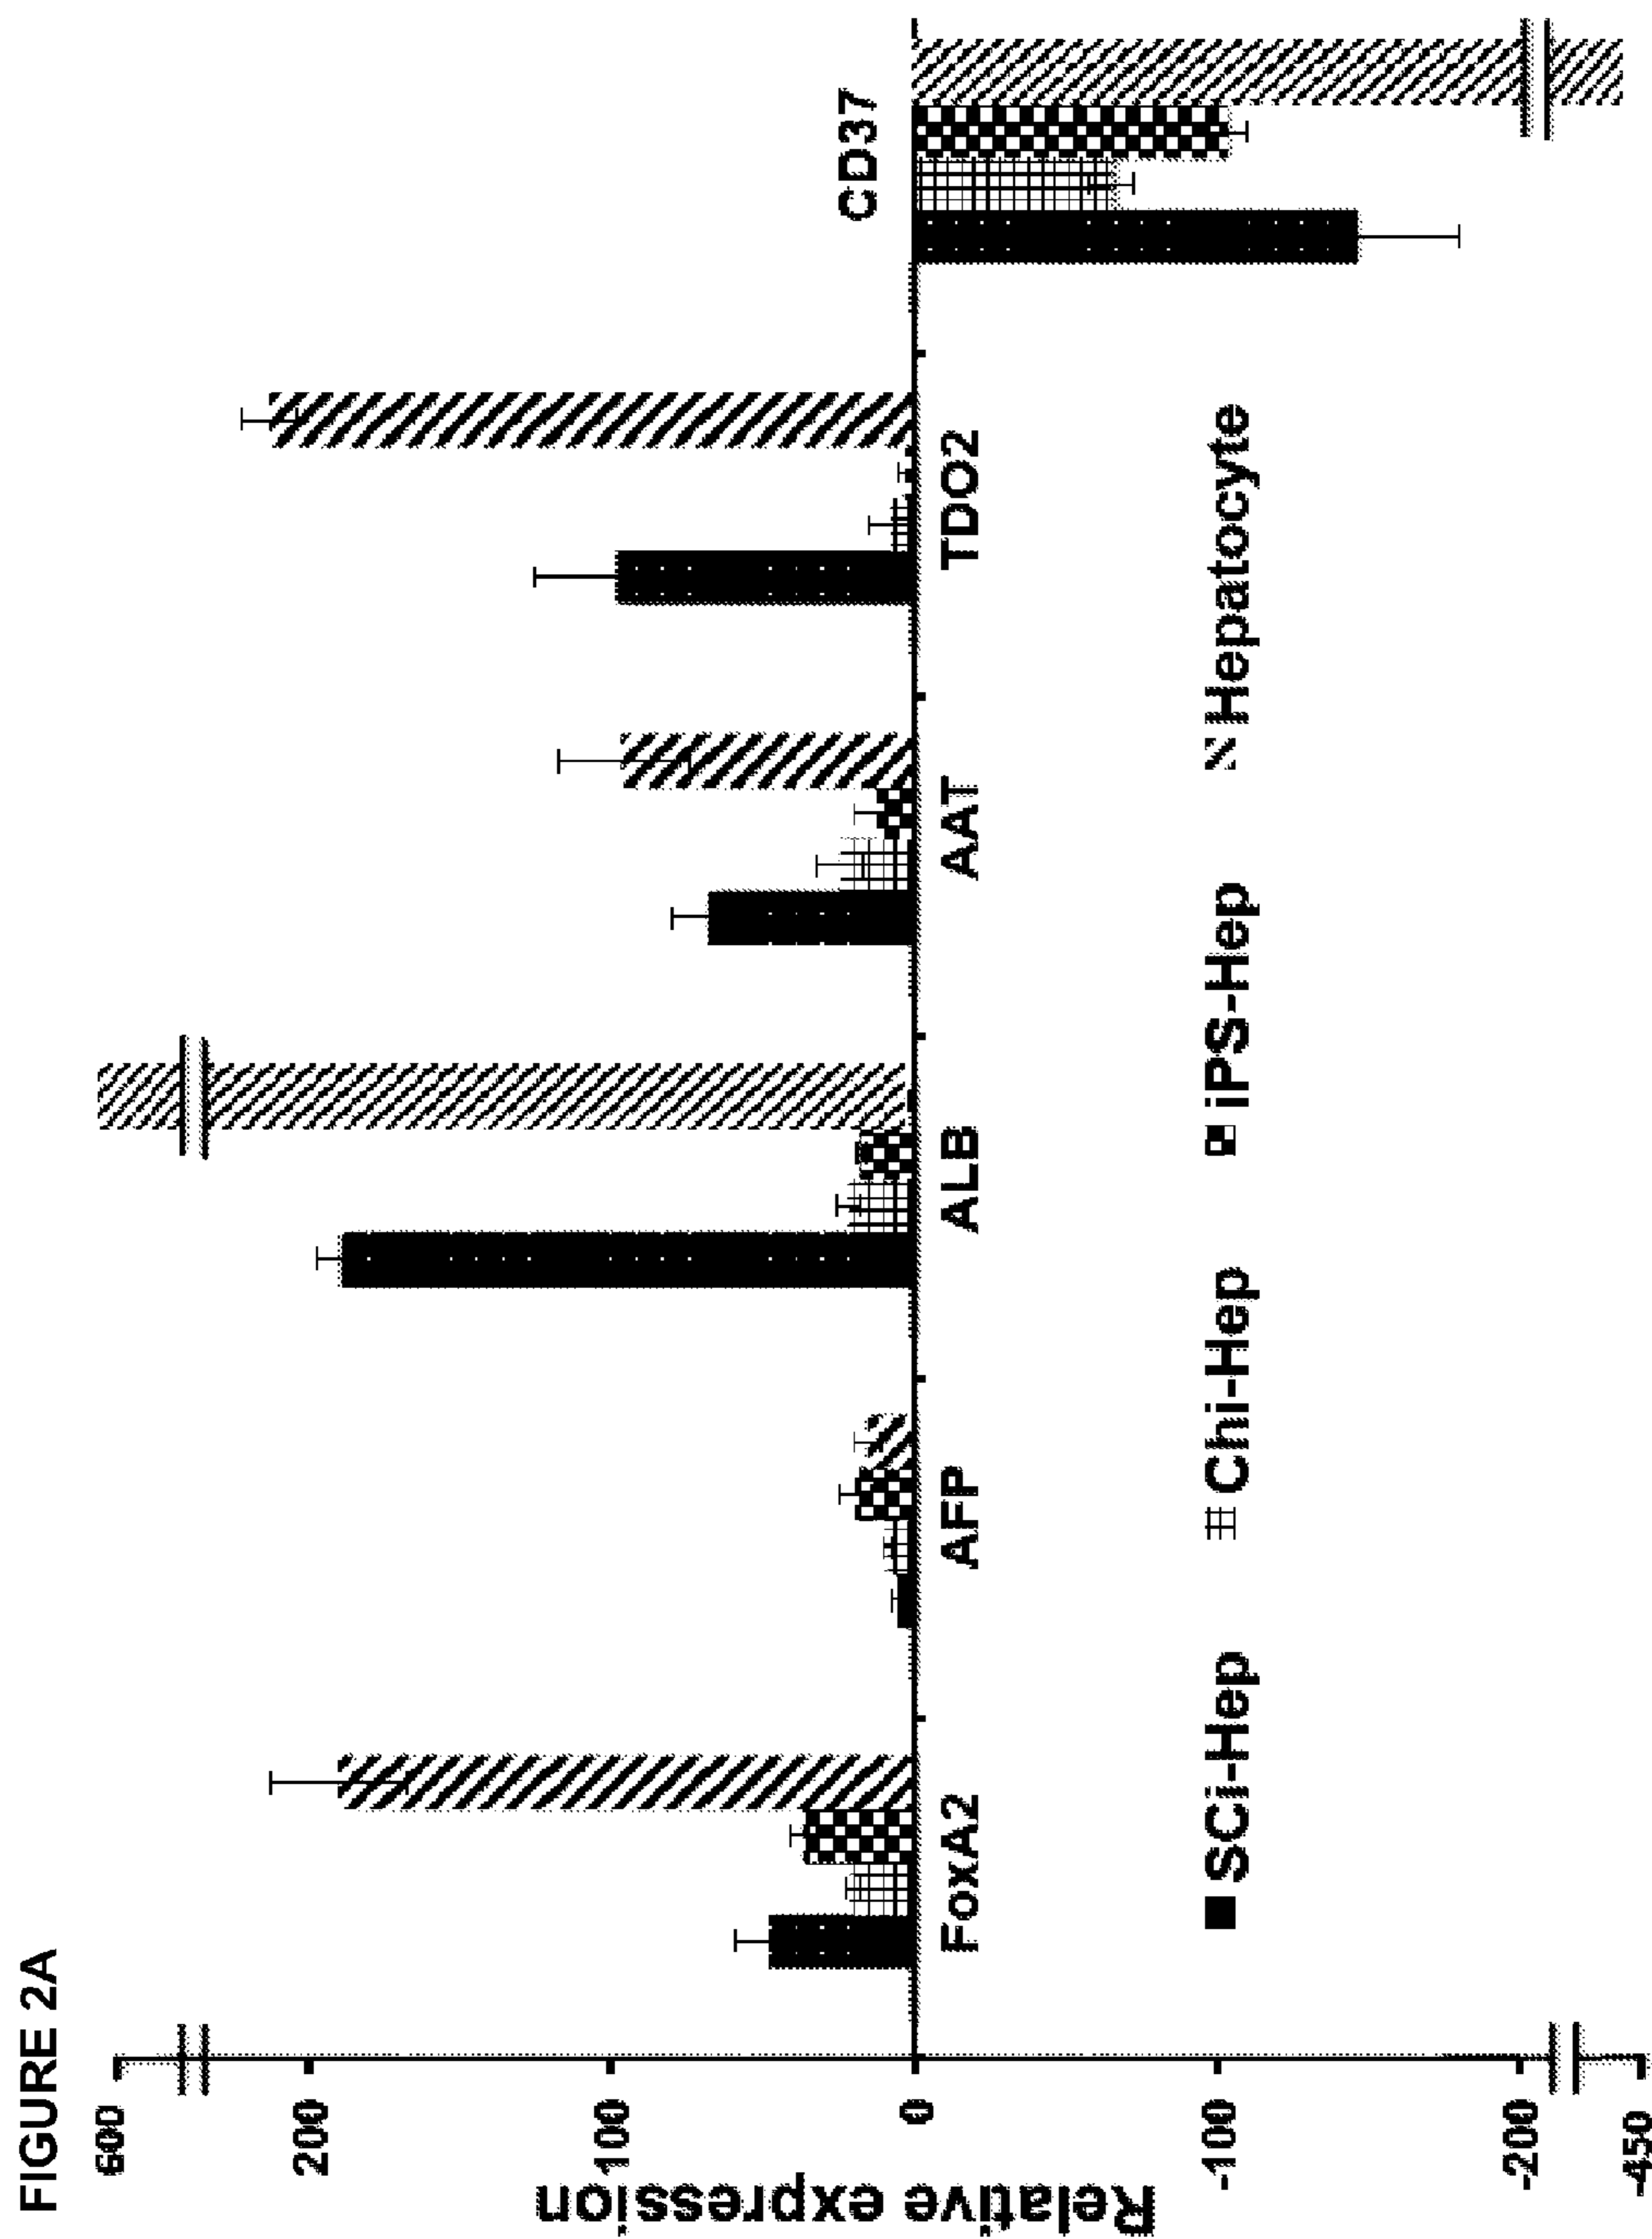 FIGURE 2A
Relative expression
600
200
100
0
-100
-200
-450
FoxA2
AFP
ALB
AAT
TDO2
CD37
SCi-Hep
Chi-Hep
iPS-Hep
Hepatocyte